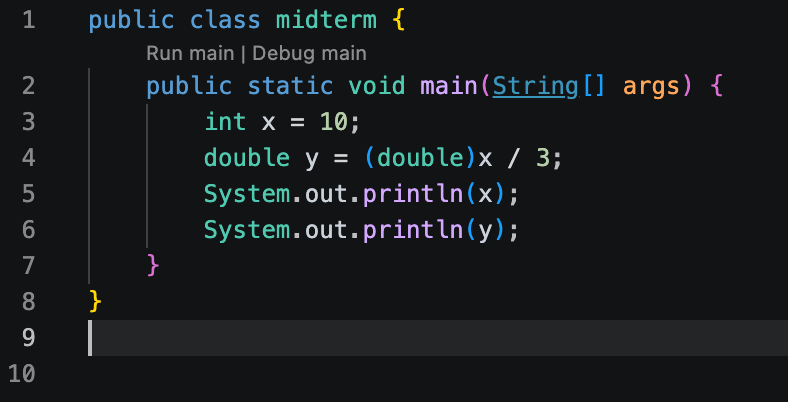 1 public class midterm {
Run main | Debug main
2 public static void main(String[] args) {
3 int x = 10;
4 double y = (double)x / 3;
5 System.out.println(x);
6 System.out.println(y);
7 }
8 }
9
10